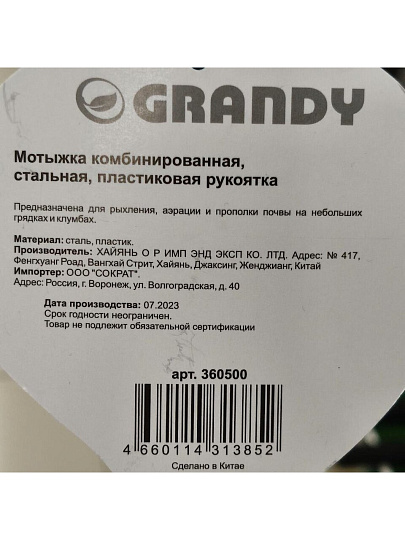 GRANDY
Мотыжка комбинированная,
стальная, пластиковая рукоятка
Предназначена для рыхления, аэрации и прополки почвы на небольших
грядках и клумбах.
Материал: сталь, пластик.
Производитель: ХАЙЯНЬ О Р ИМП ЭНД ЭКСП КО. ЛТД. Адрес: № 417,
Фенгхуанг Роад, Вангхай Стрит, Хайянь, Джаксинг, Женджианг, Китай
Импортер: ООО "СОКРАТ".
Адрес: Россия, г. Воронеж, ул. Волгоградская, д. 40
Дата производства: 07.2023
Срок годности неограничен.
Товар не подлежит обязательной сертификации
арт. 360500
4 660114 313852
Сделано в Китае